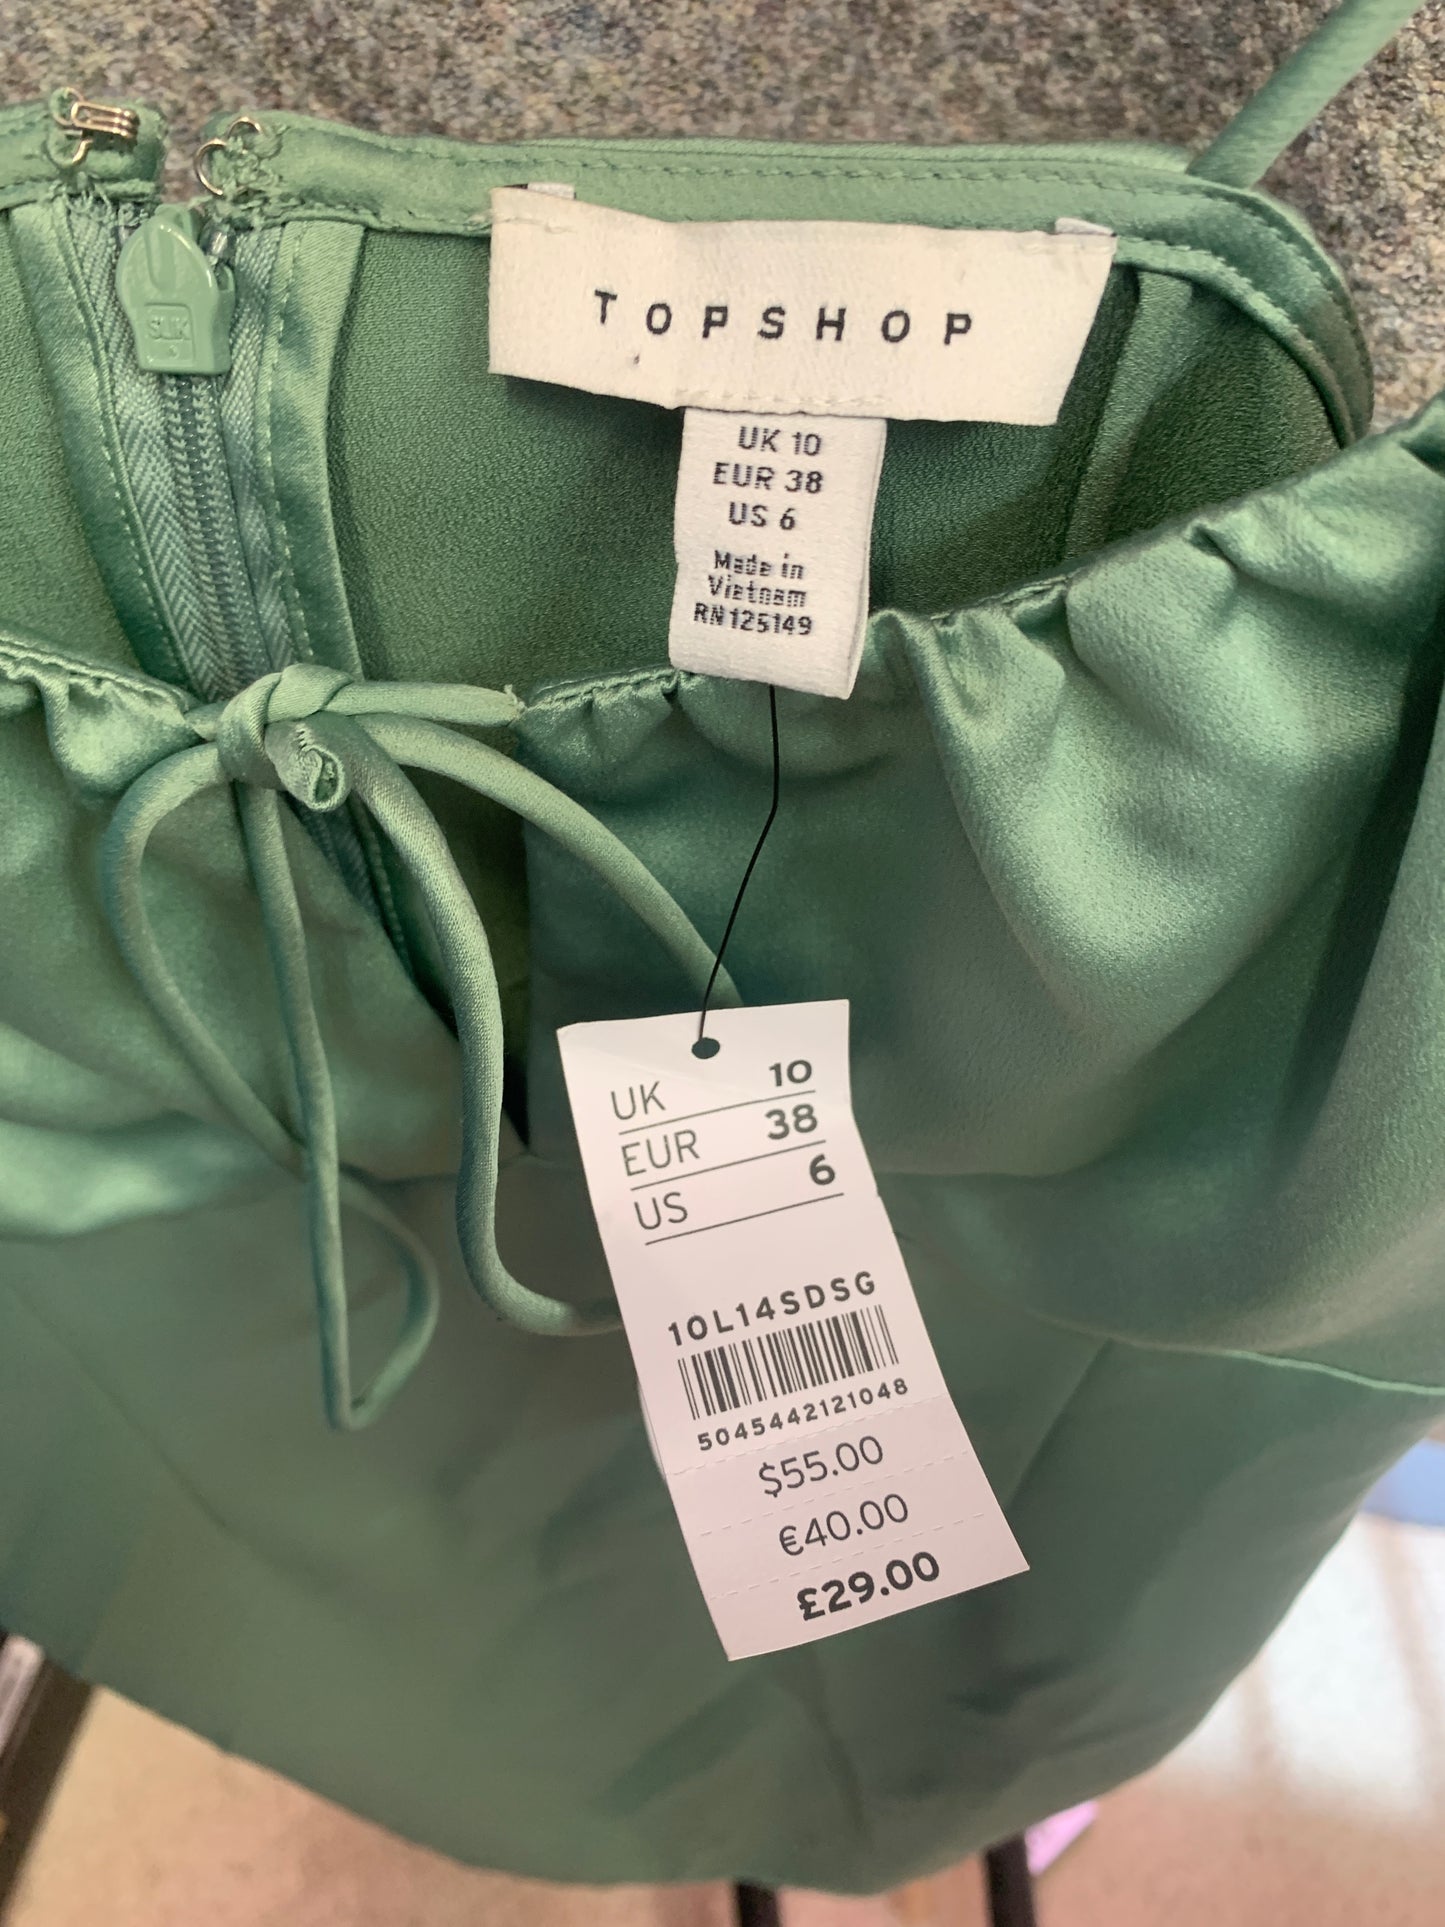 TOPSHOP
UK 10
EUR 38
US 6
Made in
Vietnam
RN125149
UK 10
EUR 38
US 6
10L14SDSG
5045442121048
$55.00
€40.00
£29.00